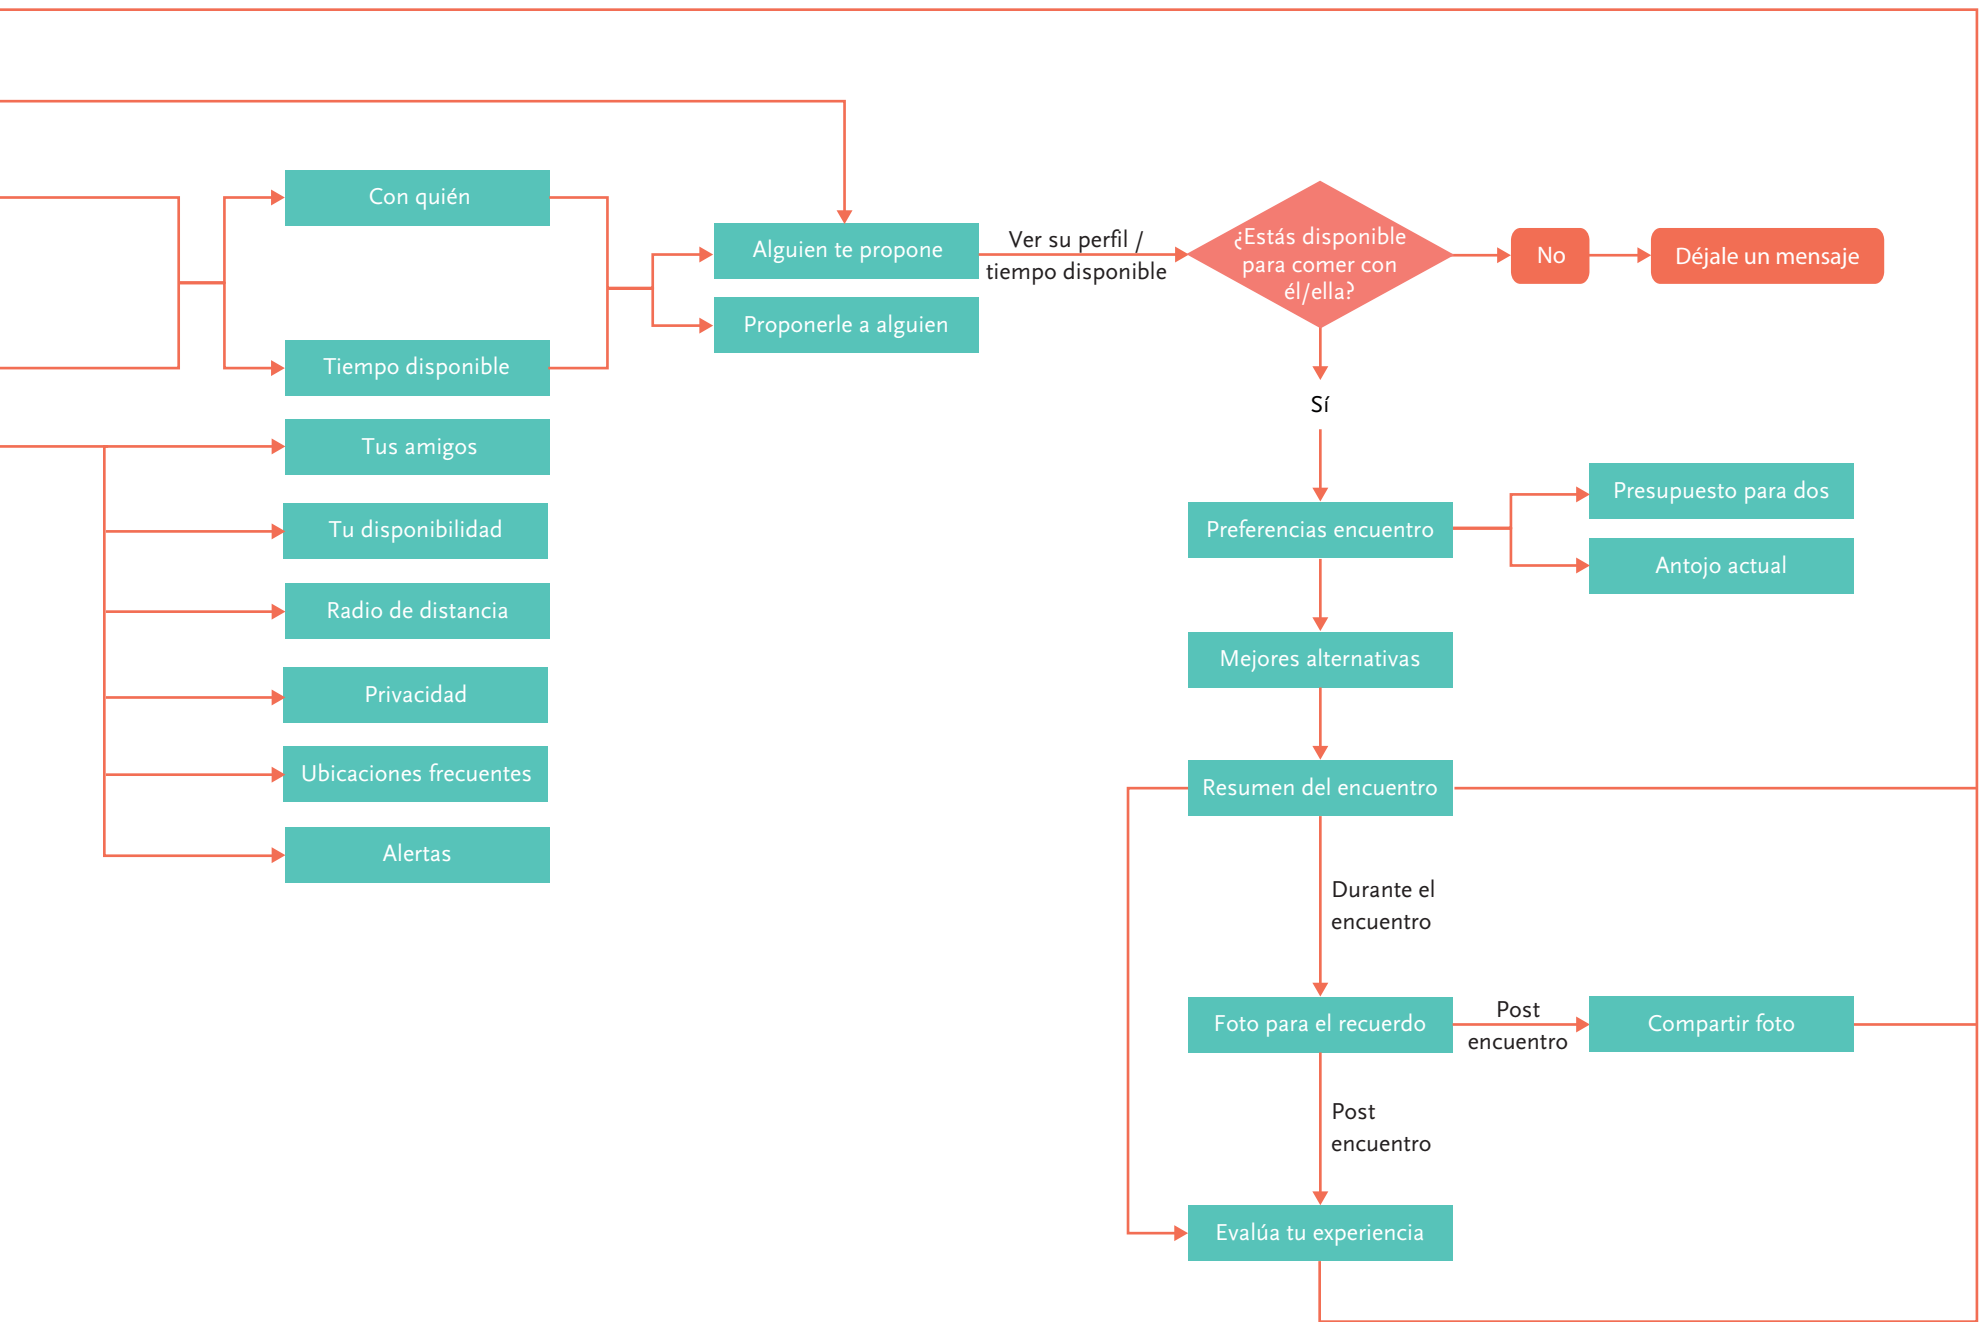 Con quién
Tiempo disponible
Tus amigos
Tu disponibilidad
Radio de distancia
Privacidad
Ubicaciones frecuentes
Alertas
Alguien te propone
Proponerle a alguien
Ver su perfil /
tiempo disponible
¿Estás disponible
para comer con
él/ella?
No
Déjale un mensaje
Sí
Preferencias encuentro
Presupuesto para dos
Antojo actual
Mejores alternativas
Resumen del encuentro
Durante el
encuentro
Foto para el recuerdo
Post
encuentro
Compartir foto
Post
encuentro
Evalúa tu experiencia